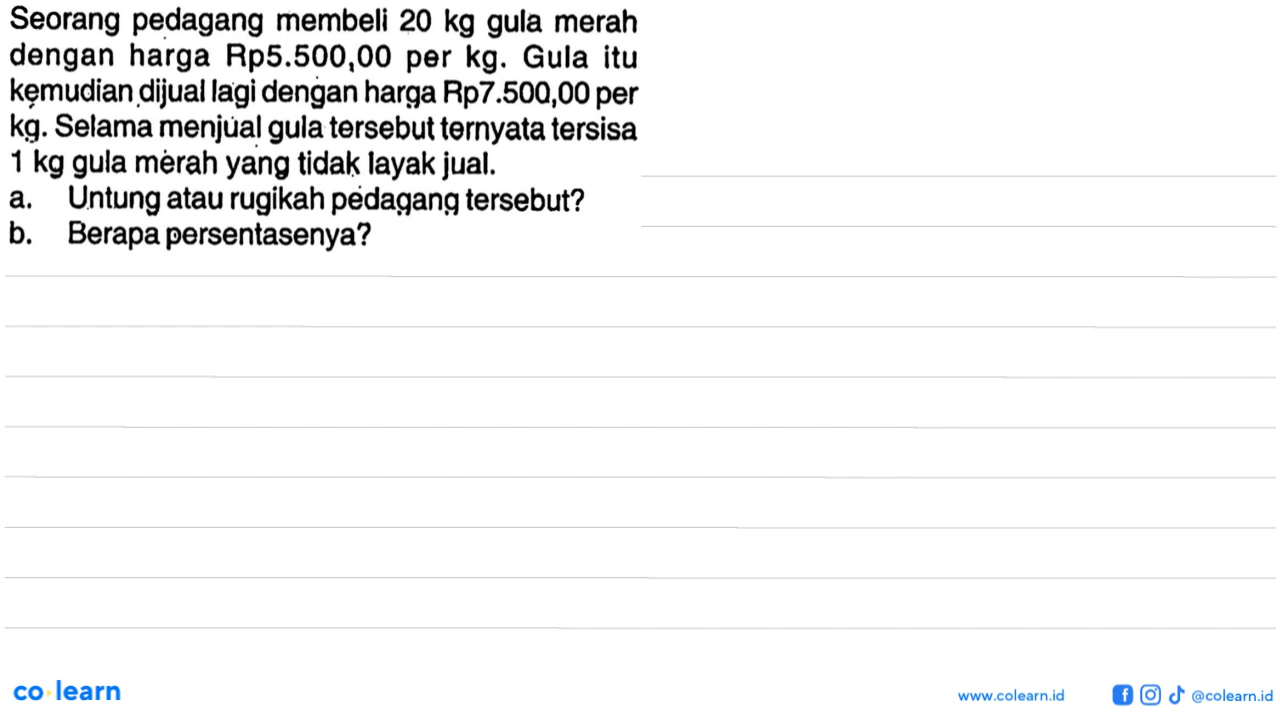 Seorang pedagang membeli 20 kg gula merah
dengan harga Rp5.500,00 per kg. Gula itu
kemudian dijual lagi dengan harga Rp7.500,00 per
kg. Selama menjual gula tersebut ternyata tersisa
1 kg gula merah yang tidak layak jual.
a. Untung atau rugikah pedagang tersebut?
b. Berapa persentasenya?
co learn
www.colearn.id
@colearn.id